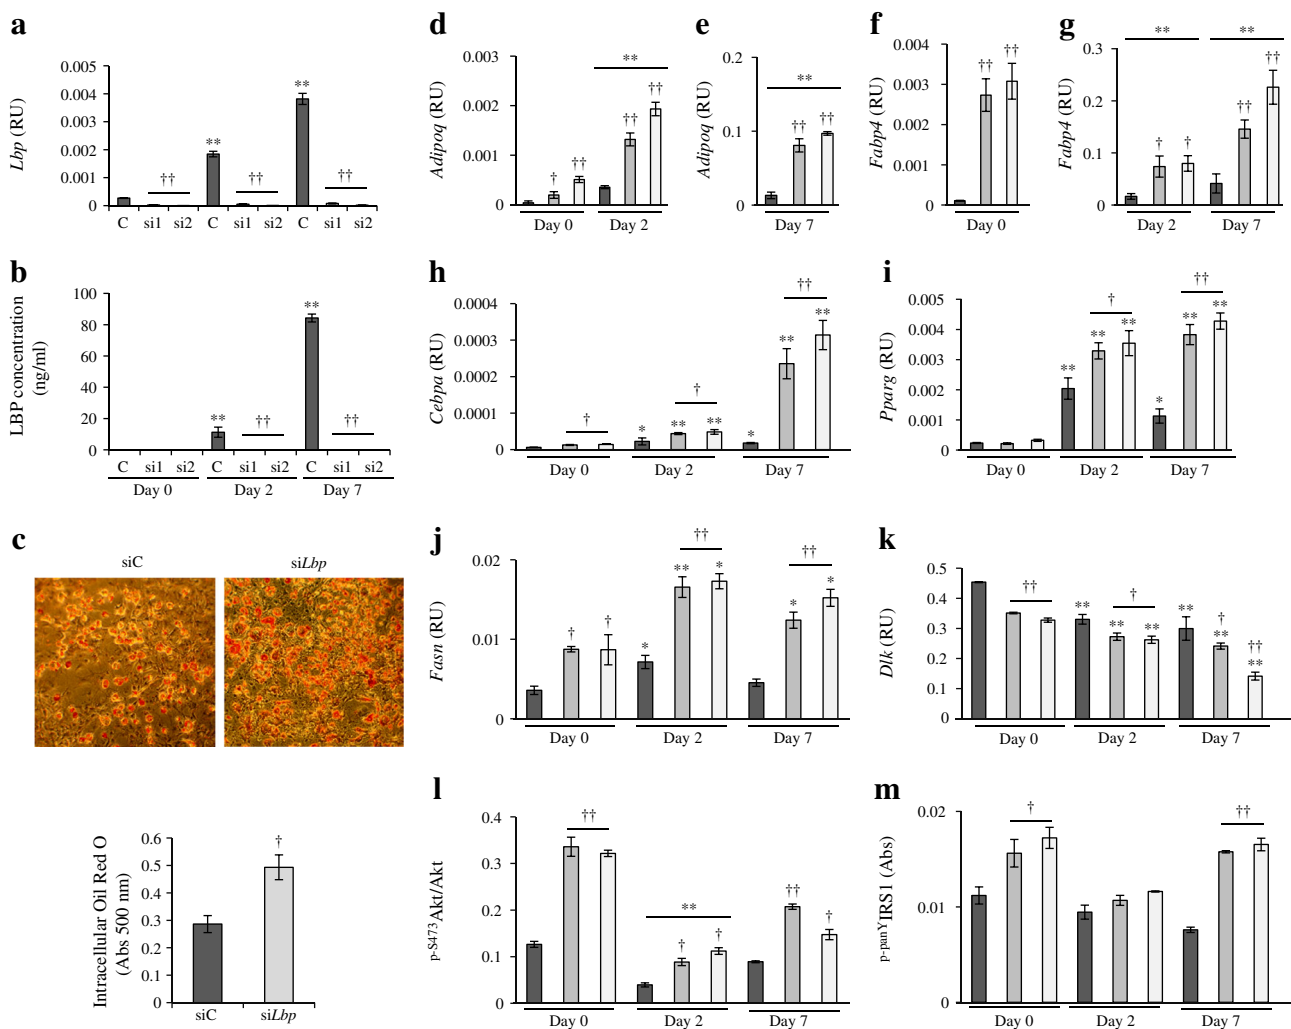 a
Lbp (RU)
0.005
0.004
0.003
0.002
0.001
0
**
**
††
††
††
C si1 si2 C si1 si2 C si1 si2
b
LBP concentration
(ng/ml)
100
80
60
40
20
0
**
**
††
††
C si1 si2 C si1 si2 C si1 si2
Day 0 Day 2 Day 7
c
siC siLbp
Intracellular Oil Red O
(Abs 500 nm)
0.6
0.5
0.4
0.3
0.2
0.1
0
†
siC siLbp
d
Adipoq (RU)
0.003
0.002
0.001
0
**
† †† †† ††
Day 0 Day 2
e
Adipoq (RU)
0.2
0.1
0
**
†† ††
Day 7
f
Fabp4 (RU)
0.004
0.003
0.002
0.001
0
†† ††
Day 0
g
Fabp4 (RU)
0.3
0.2
0.1
0
** **
† † †† ††
Day 2 Day 7
h
Cebpa (RU)
0.0004
0.0003
0.0002
0.0001
0
† † ††
* ** ** * ** **
Day 0 Day 2 Day 7
i
Pparg (RU)
0.005
0.004
0.003
0.002
0.001
0
† ††
** ** ** * ** **
Day 0 Day 2 Day 7
j
Fasn (RU)
0.02
0.01
0
†† ††
† † * ** * * *
Day 0 Day 2 Day 7
k
Dlk (RU)
0.5
0.4
0.3
0.2
0.1
0
†† † † ††
** ** ** ** ** **
Day 0 Day 2 Day 7
l
p-S473Akt/Akt
0.4
0.3
0.2
0.1
0
†† ** †† †
† †
Day 0 Day 2 Day 7
m
p-panYIRS1 (Abs)
0.02
0.01
0
† ††
Day 0 Day 2 Day 7